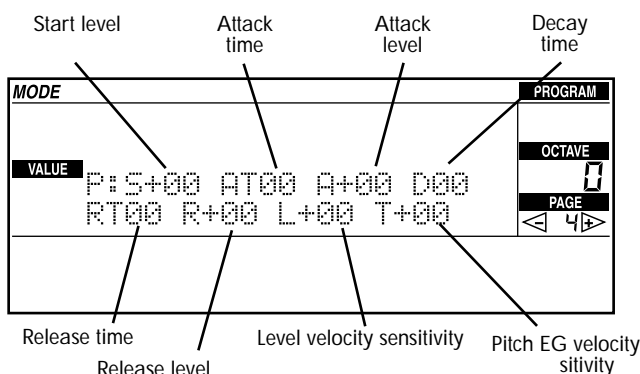 Start level
Attack time
Attack level
Decay time
MODE
PROGRAM
OCTAVE
0
VALUE
P:S+00 AT00 A+00 D00
RT00 R+00 L+00 T+00
PAGE
- 4 +
Release time
Release level
Level velocity sensitivity
Pitch EG velocity
sitivity